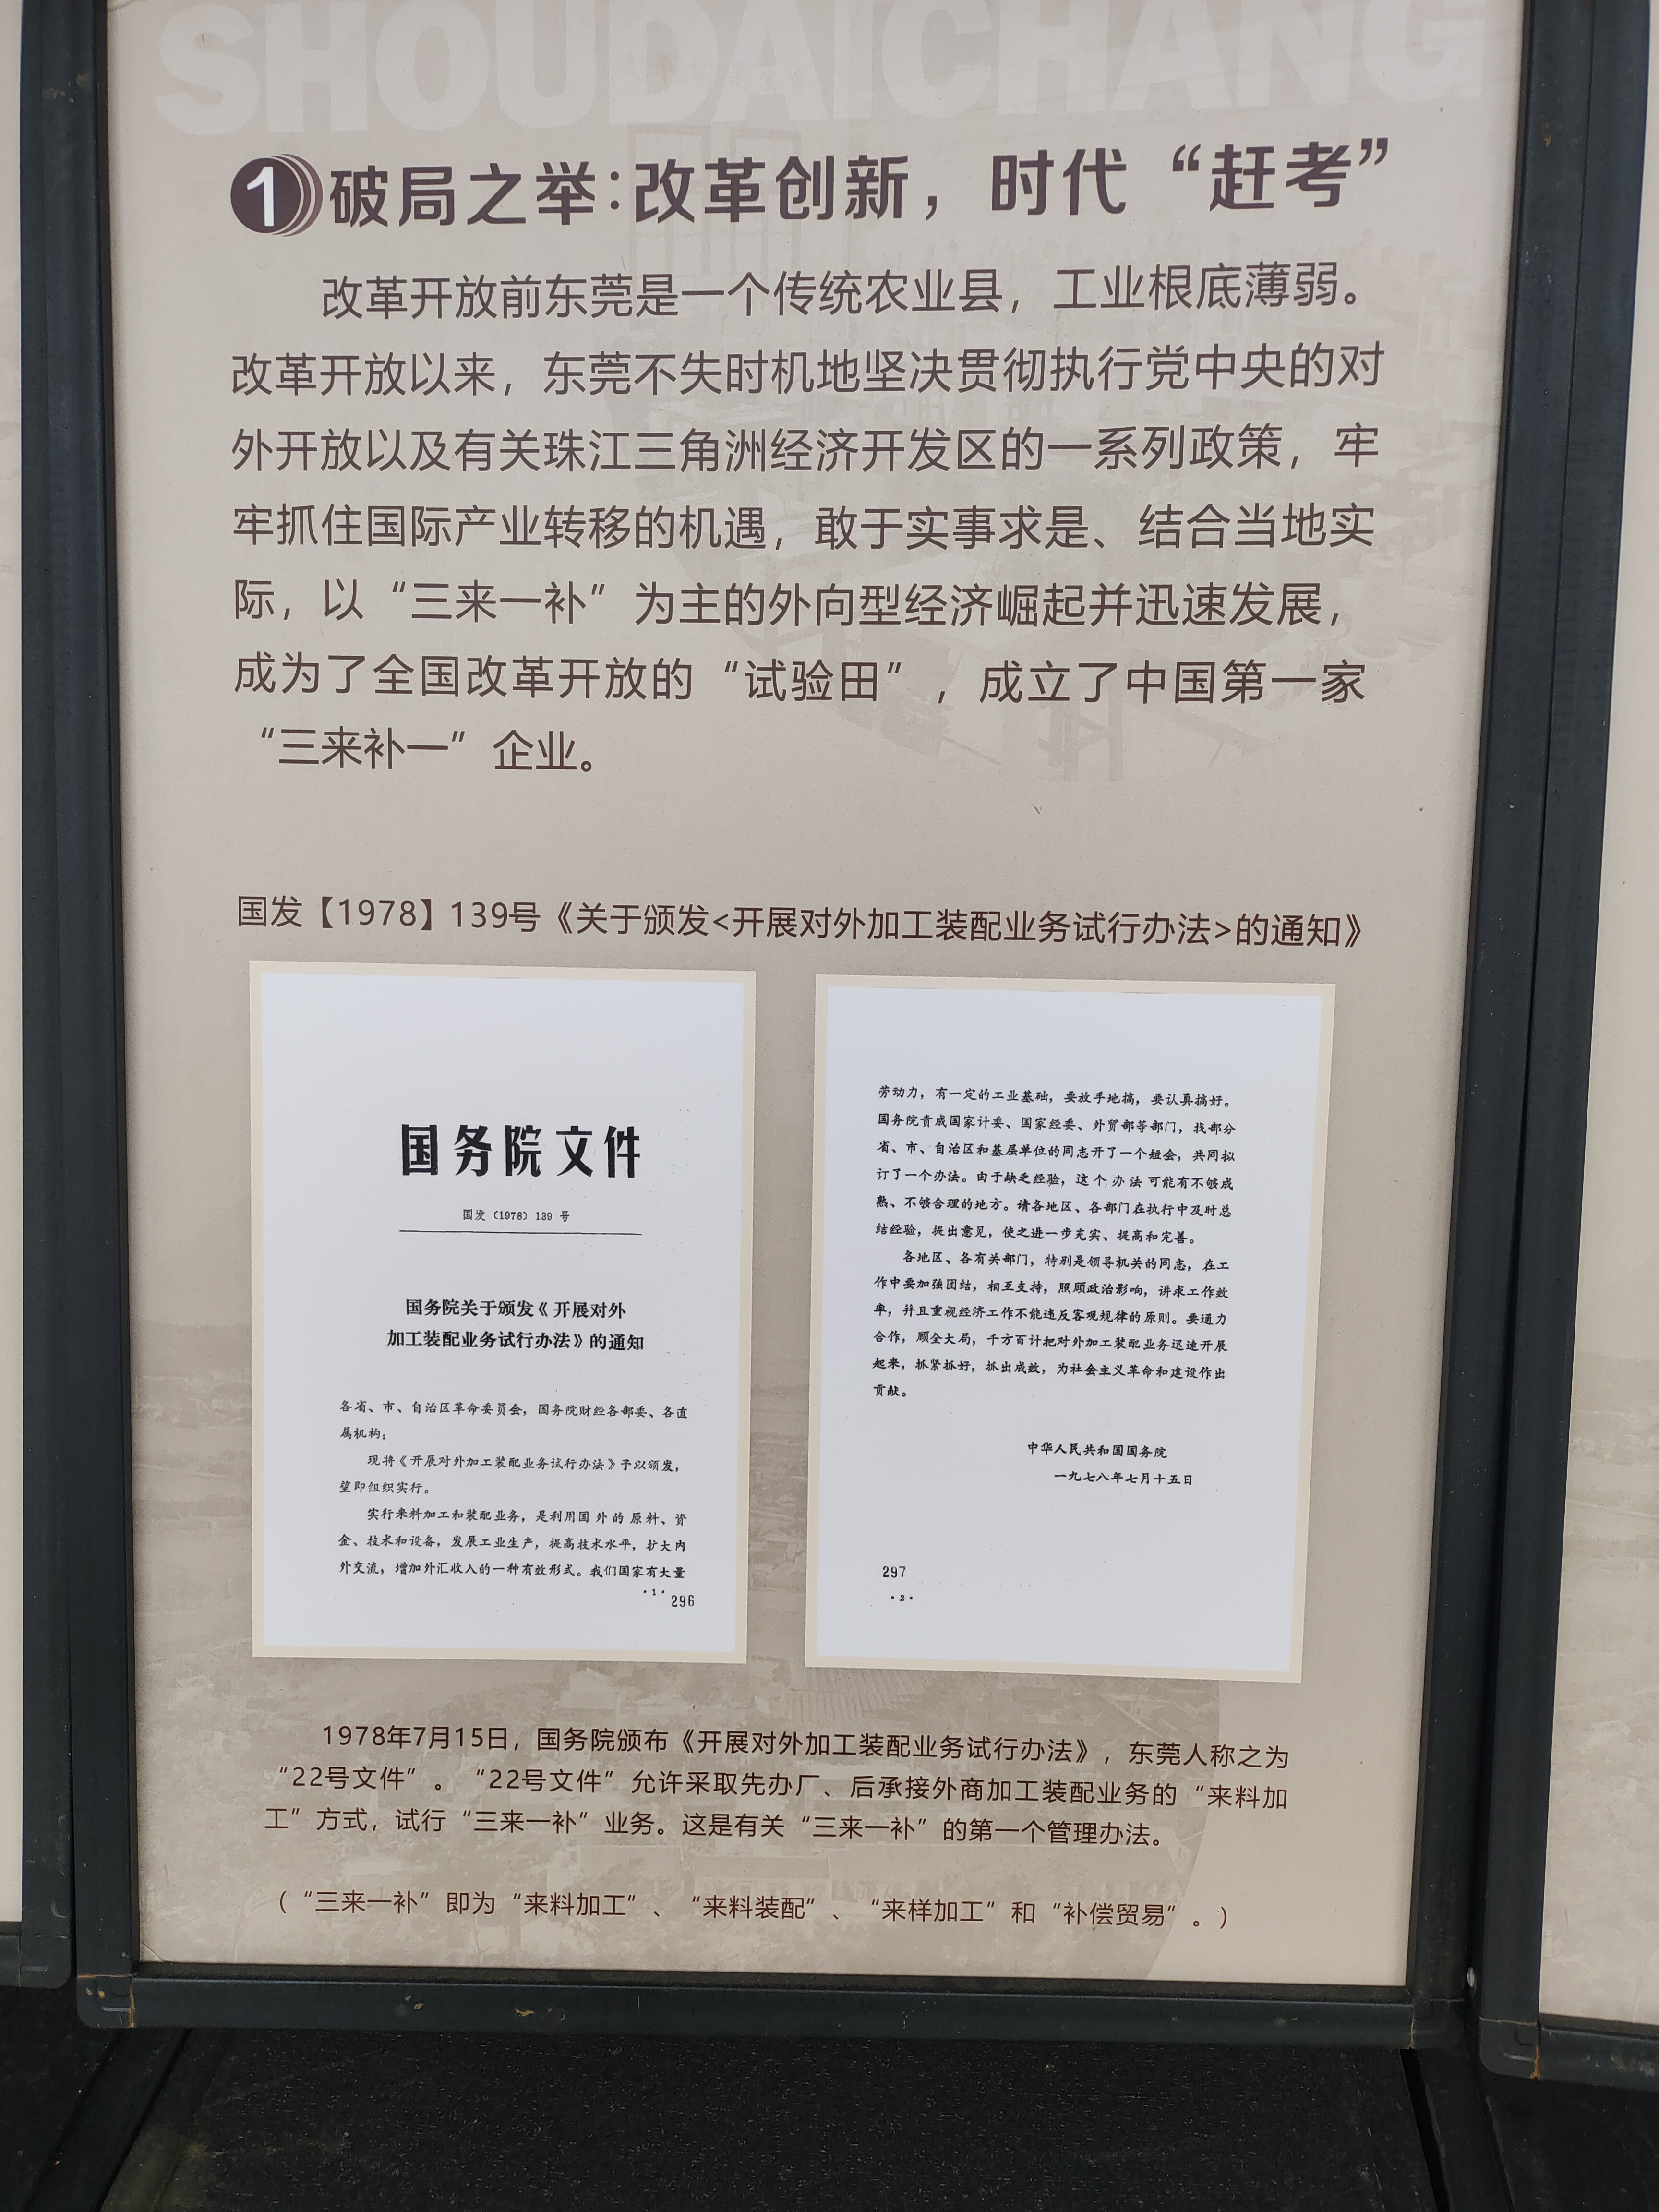 SHOUDAICHANG
1 破局之举:改革创新，时代“赶考”
改革开放前东莞是一个传统农业县，工业根底薄弱。
改革开放以来，东莞不失时机地坚决贯彻执行党中央的对
外开放以及有关珠江三角洲经济开发区的一系列政策，牢
牢抓住国际产业转移的机遇，敢于实事求是、结合当地实
际，以“三来一补”为主的外向型经济崛起并迅速发展，
成为了全国改革开放的“试验田”，成立了中国第一家
“三来补一”企业。
国发【1978】139号《关于颁发<开展对外加工装配业务试行办法>的通知》
国务院文件
国发（1978）139 号
国务院关于颁发《开展对外
加工装配业务试行办法》的通知
各省、市、自治区革命委员会，国务院财经各部委、各直
属机构：
现将《开展对外加工装配业务试行办法》予以颁发，
望即组织实行。
实行来料加工和装配业务，是利用国外的原料、资
金、技术和设备，发展工业生产，提高技术水平，扩大内
外交流，增加外汇收入的一种有效形式。我们国家有大量
·1·
296
劳动力，有一定的工业基础，要放手地搞，要认真搞好。
国务院责成国家计委、国家经委、外贸部等部门，找部分
省、市、自治区和基层单位的同志开了一个短会，共同拟
订了一个办法。由于缺乏经验，这个办法可能有不够成
熟、不够合理的地方。请各地区、各部门在执行中及时总
结经验，提出意见，使之进一步充实、提高和完善。
各地区、各有关部门，特别是领导机关的同志，在工
作中要加强团结，相互支持，照顾政治影响，讲求工作效
率，并且重视经济工作不能违反客观规律的原则。要通力
合作，顾全大局，千方百计把对外加工装配业务迅速开展
起来，抓紧抓好，抓出成效，为社会主义革命和建设作出
贡献。
中华人民共和国国务院
一九七八年七月十五日
297
·2·
1978年7月15日，国务院颁布《开展对外加工装配业务试行办法》，东莞人称之为
“22号文件”。“22号文件”允许采取先办厂、后承接外商加工装配业务的“来料加
工”方式，试行“三来一补”业务。这是有关“三来一补”的第一个管理办法。
（“三来一补”即为“来料加工”、“来料装配”、“来样加工”和“补偿贸易”。）